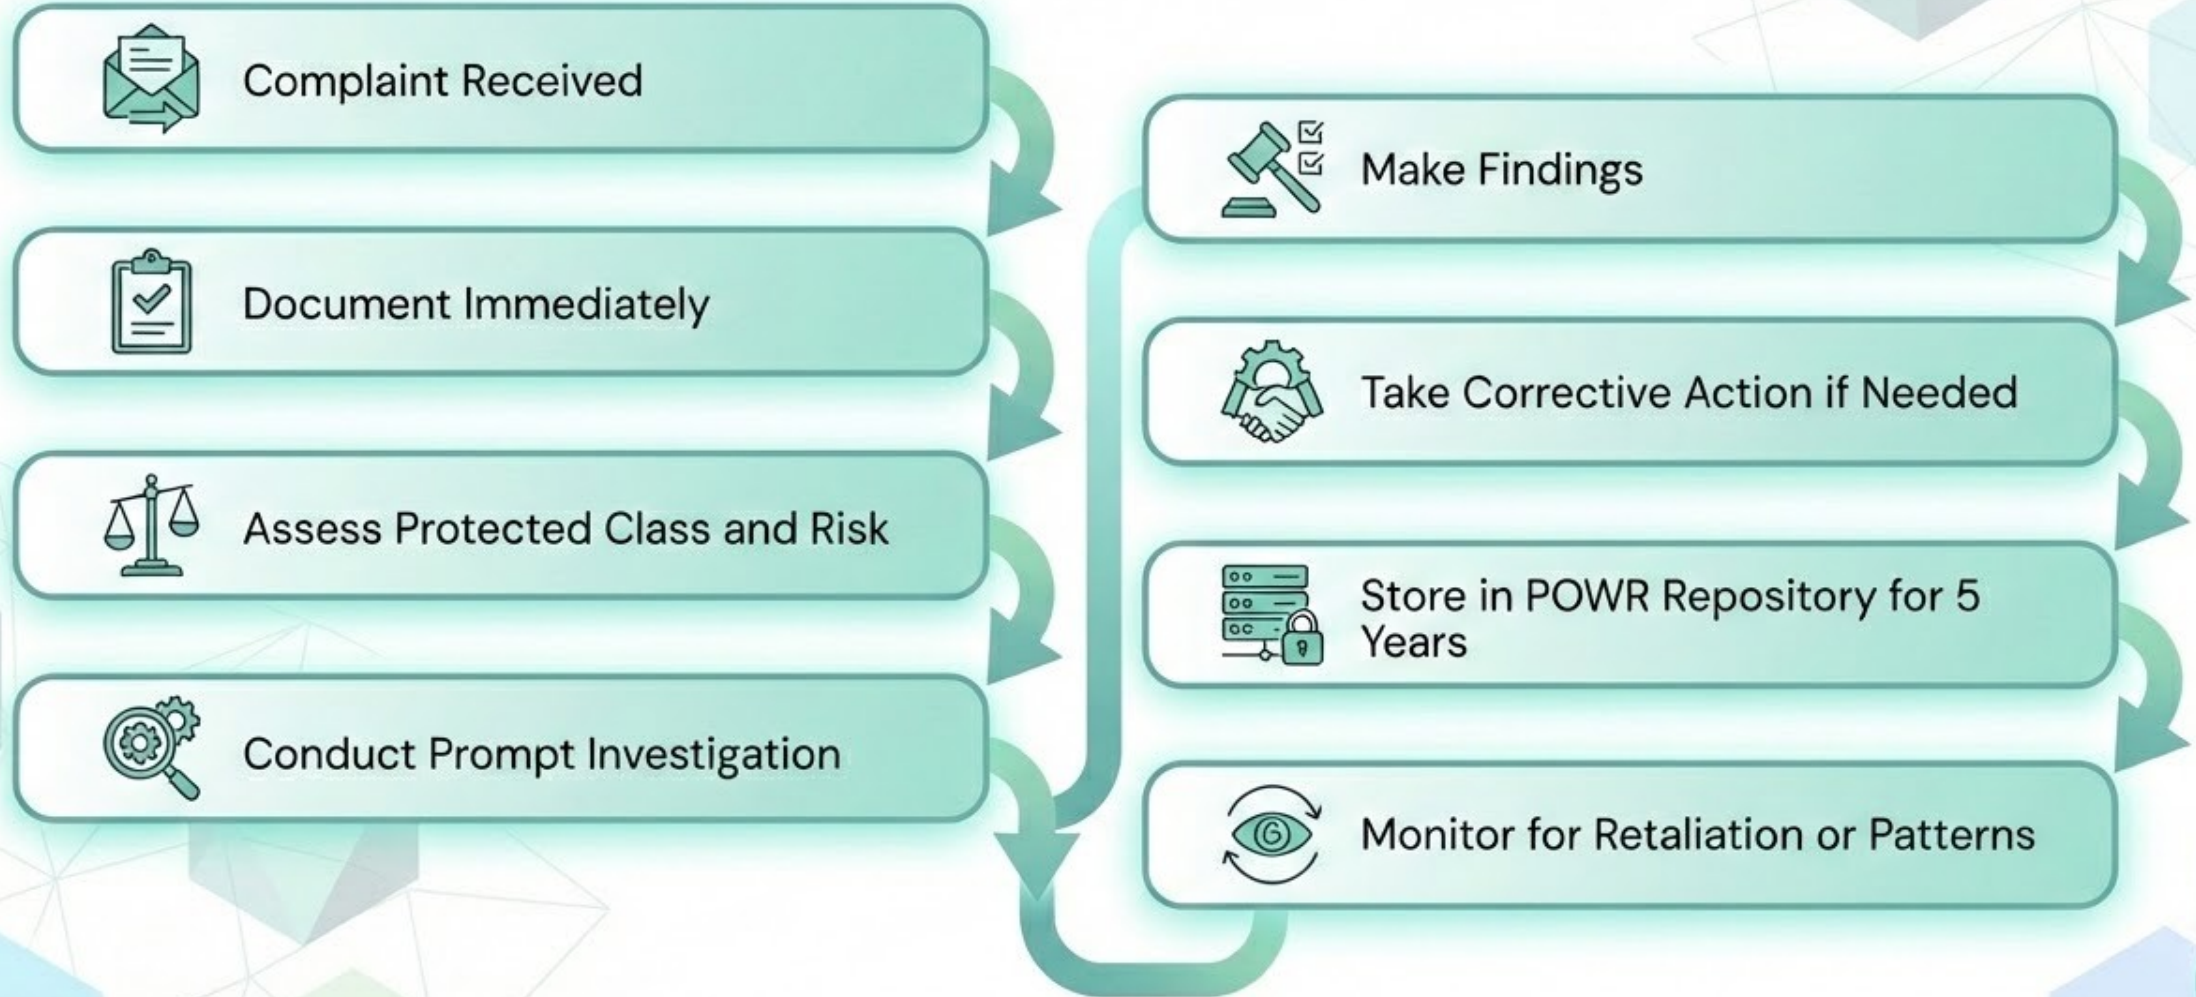 Complaint Received
Document Immediately
Assess Protected Class and Risk
Conduct Prompt Investigation
Make Findings
Take Corrective Action if Needed
Store in POWR Repository for 5
Years
Monitor for Retaliation or Patterns